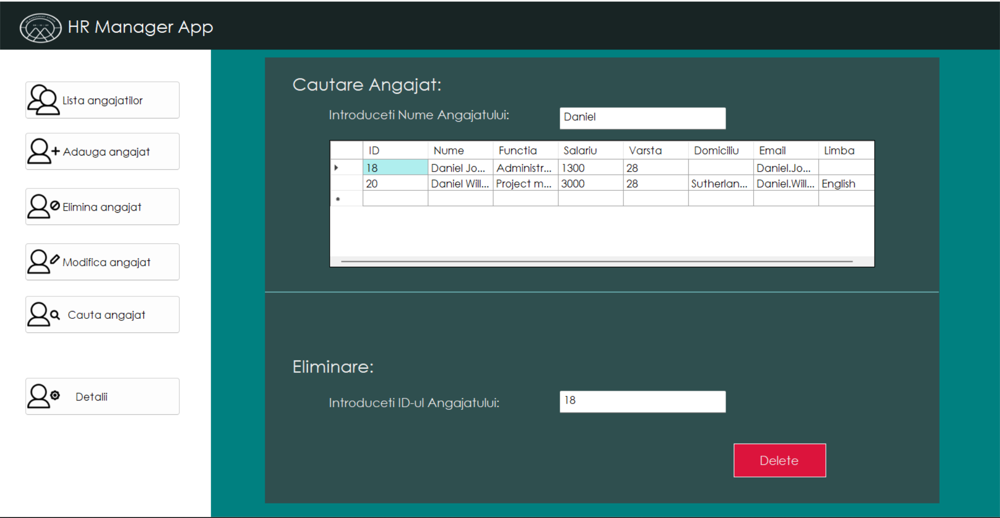 HR Manager App
Lista angajatilor
Adauga angajat
Elimina angajat
Modifica angajat
Cauta angajat
Detalii
Cautare Angajat:
Introduceti Nume Angajatului: Daniel
ID Nume Functia Salariu Varsta Domiciliu Email Limba
18 Daniel Jo... Administr... 1300 28 Daniel.Jo...
20 Daniel Will... Project m... 3000 28 Sutherlan... Daniel.Will... English
Eliminare:
Introduceti ID-ul Angajatului: 18
Delete